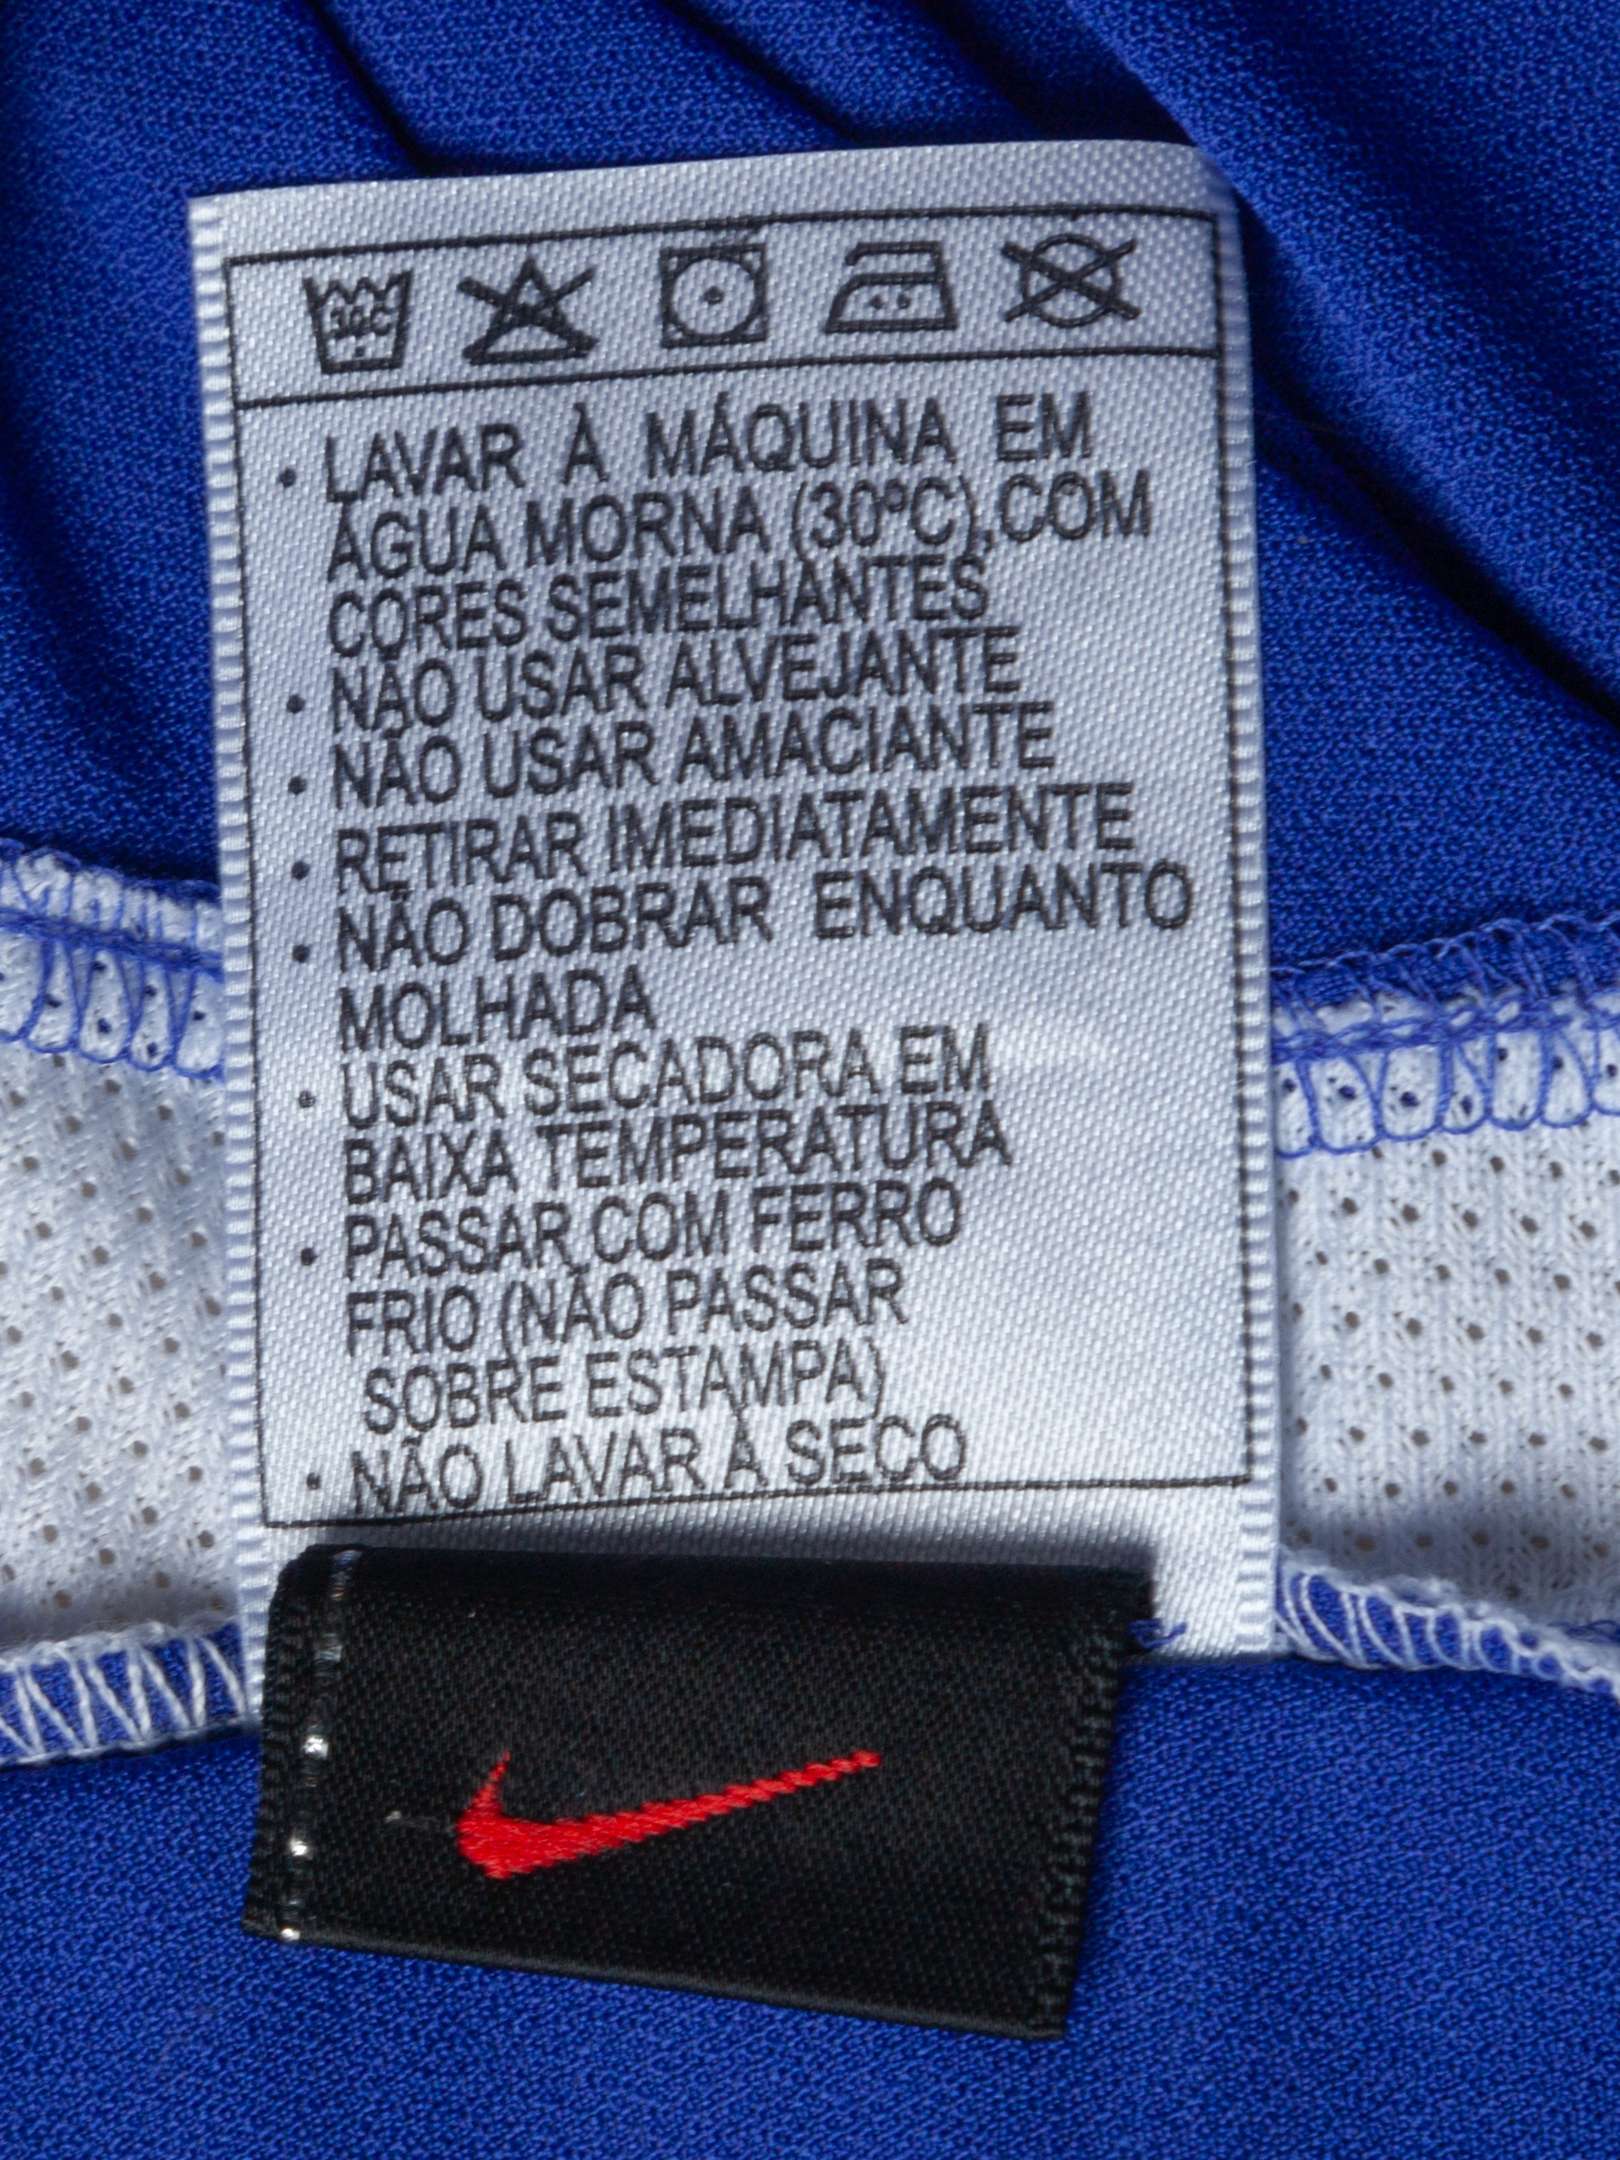 30°C
• LAVAR À MÁQUINA EM
ÁGUA MORNA (30ºC),COM
CORES SEMELHANTES
• NÃO USAR ALVEJANTE
• NÃO USAR AMACIANTE
• RETIRAR IMEDIATAMENTE
• NÃO DOBRAR ENQUANTO
MOLHADA
• USAR SECADORA EM
BAIXA TEMPERATURA
• PASSAR COM FERRO
FRIO (NÃO PASSAR
SOBRE ESTAMPA)
• NÃO LAVAR À SECO